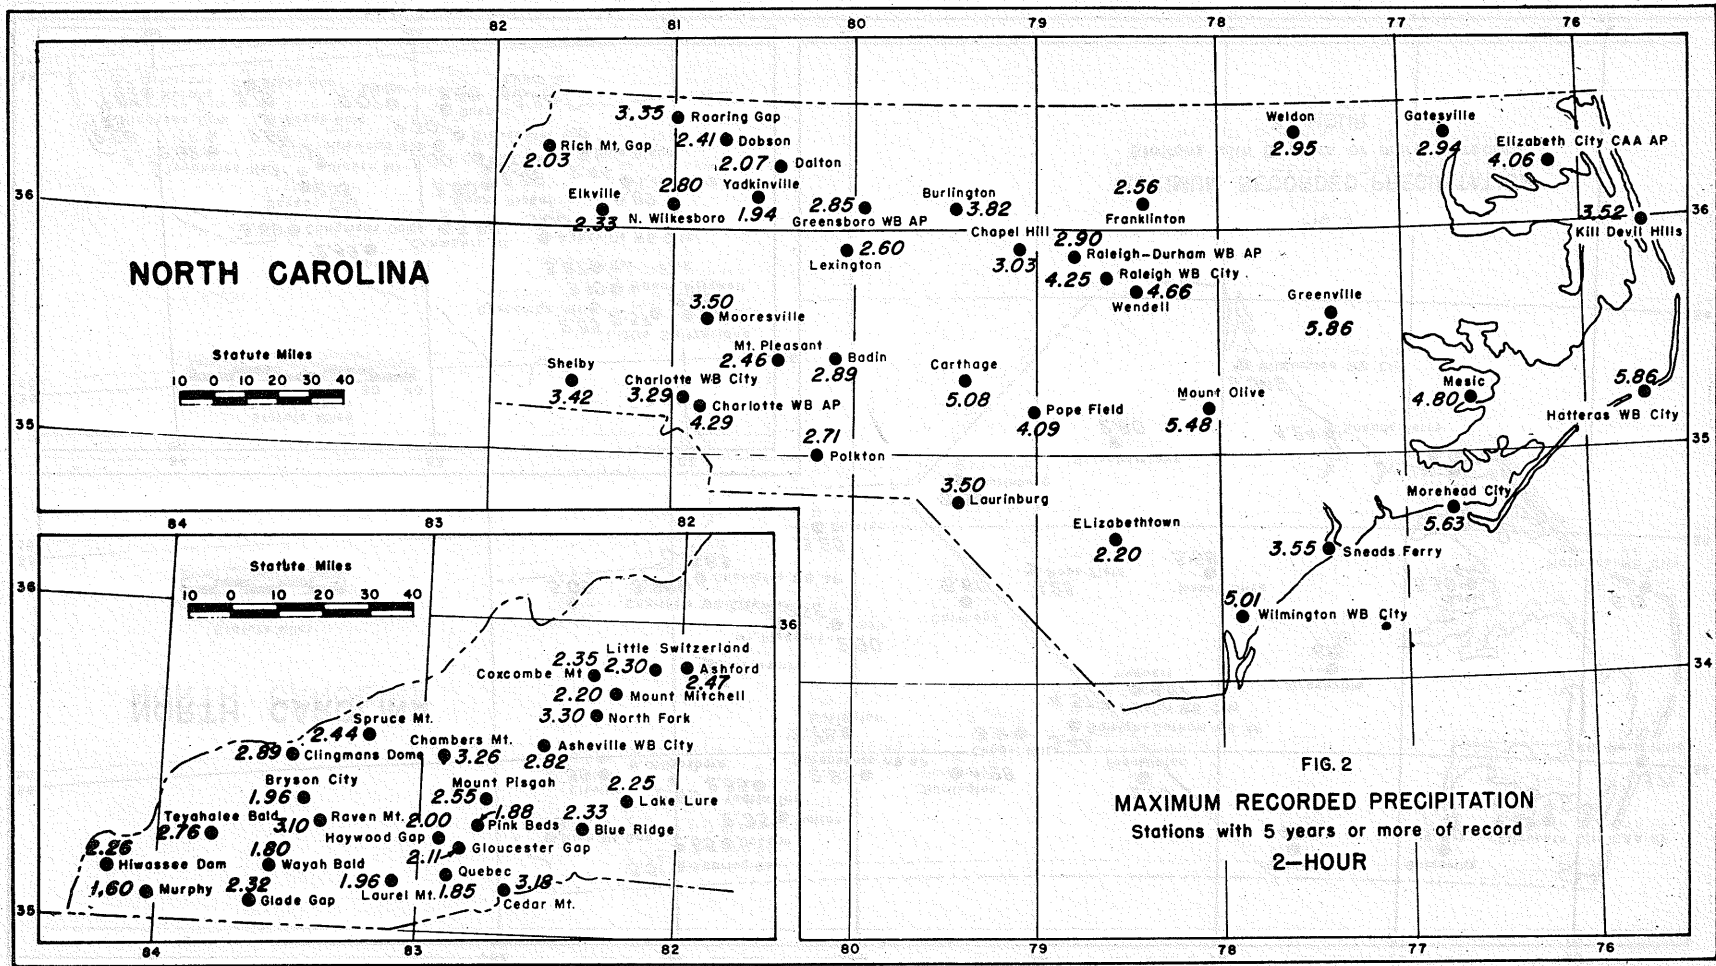 82 81 80 79 78 77 76
3.35 Roaring Gap
Rich Mt. Gap
2.03
2.41 Dobson
2.07 Dalton
Elkville
2.33
2.80
N. Wilkesboro
Yadkinville
1.94
2.85
Greensboro WB AP
2.60
Lexington
Burlington
3.82
Chapel Hill
3.03
2.90
Raleigh-Durham WB AP
2.56
Franklinton
4.25 Raleigh WB City
4.66
Wendell
Weldon
2.95
Gatesville
2.94
Elizabeth City CAA AP
4.06
3.52
Kill Devil Hills
36 36
NORTH CAROLINA
Statute Miles
10 0 10 20 30 40
3.50
Mooresville
Mt. Pleasant
2.46
Badin
2.89
Shelby
3.42
Charlotte WB City
3.29
Charlotte WB AP
4.29
2.71
Polkton
Carthage
5.08
Pope Field
4.09
Mount Olive
5.48
Greenville
5.86
Mesic
4.80
5.86
Hatteras WB City
35 35
3.50
Laurinburg
ELizabethtown
2.20
Morehead City
5.63
3.55 Sneads Ferry
5.01
Wilmington WB City
34
84 83 82
Statute Miles
10 0 10 20 30 40
36 36
Little Switzerland
2.30
2.35
Coxcombe Mt
Ashford
2.47
2.20 Mount Mitchell
3.30 North Fork
Spruce Mt.
2.44
2.89 Clingmans Dome
Chambers Mt.
3.26
Asheville WB City
2.82
Bryson City
1.96
Mount Pisgah
2.55
2.25
Lake Lure
Teyahalee Bald
2.76
3.10 Raven Mt.
2.00
Haywood Gap
1.88
Pink Beds
2.33
Blue Ridge
2.11 Gloucester Gap
2.26
Hiwassee Dam
1.80
Wayah Bald
1.60 Murphy
2.32
Glade Gap
1.96
Laurel Mt.
Quebec
1.85
3.18
Cedar Mt.
35
84 83 82
FIG. 2
MAXIMUM RECORDED PRECIPITATION
Stations with 5 years or more of record
2-HOUR
80 79 78 77 76